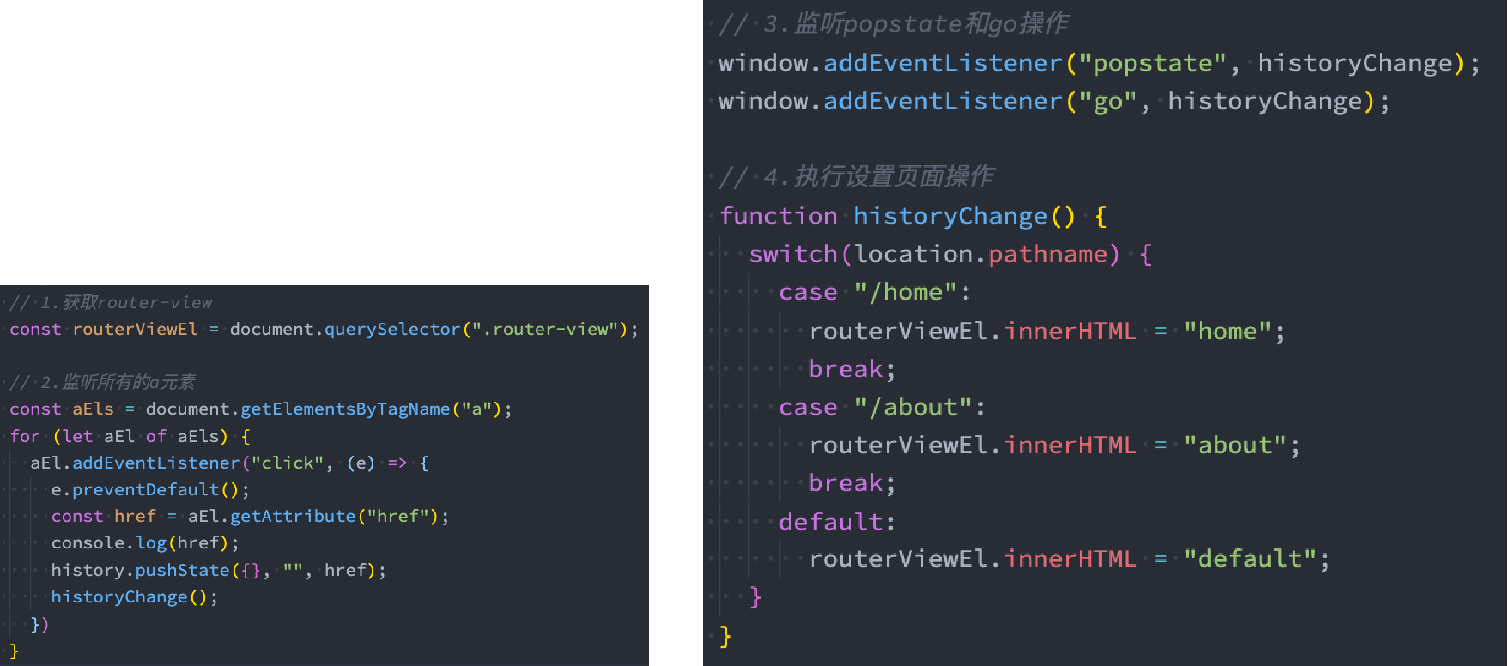 // 1.获取router-view
const routerViewEl = document.querySelector(".router-view");
// 2.监听所有的a元素
const aEls = document.getElementsByTagName("a");
for (let aEl of aEls) {
aEl.addEventListener("click", (e) => {
e.preventDefault();
const href = aEl.getAttribute("href");
console.log(href);
history.pushState({}, "", href);
historyChange();
})
}
// 3.监听popstate和go操作
window.addEventListener("popstate", historyChange);
window.addEventListener("go", historyChange);
// 4.执行设置页面操作
function historyChange() {
switch(location.pathname) {
case "/home":
routerViewEl.innerHTML = "home";
break;
case "/about":
routerViewEl.innerHTML = "about";
break;
default:
routerViewEl.innerHTML = "default";
}
}